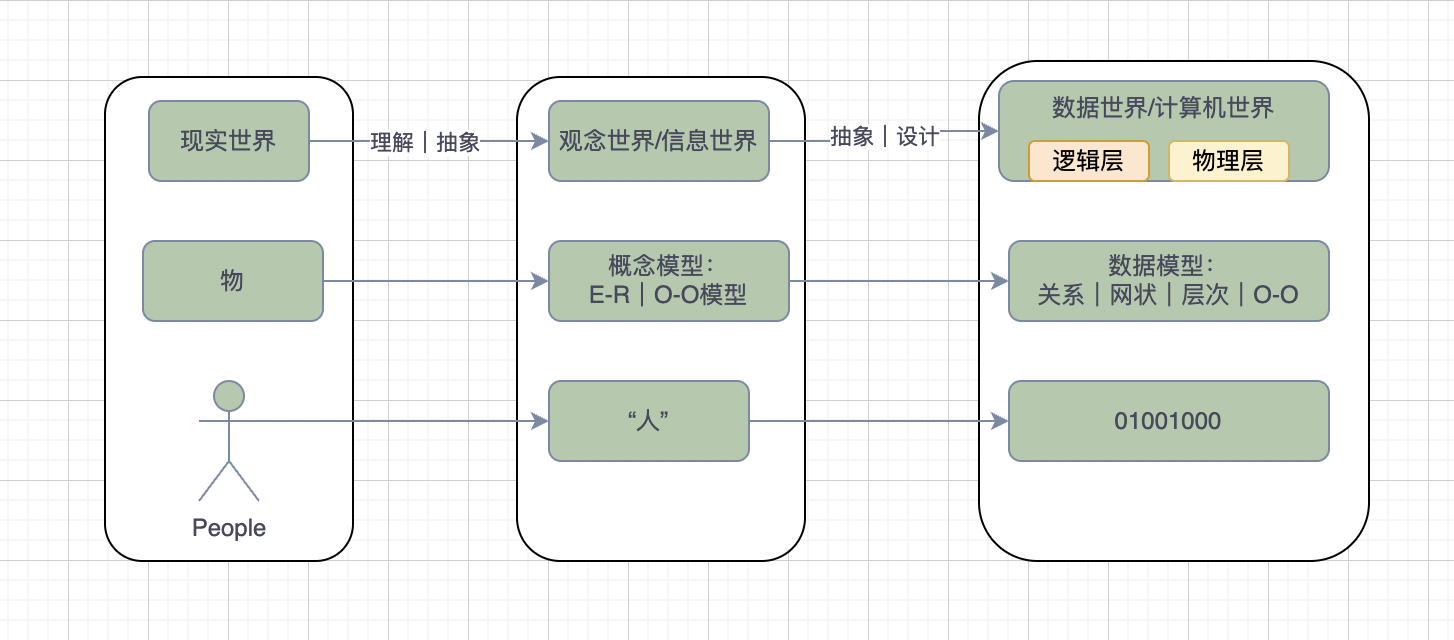 现实世界
理解｜抽象
观念世界/信息世界
抽象｜设计
数据世界/计算机世界
逻辑层
物理层
物
概念模型：
E-R｜O-O模型
数据模型：
关系｜网状｜层次｜O-O
“人”
01001000
People